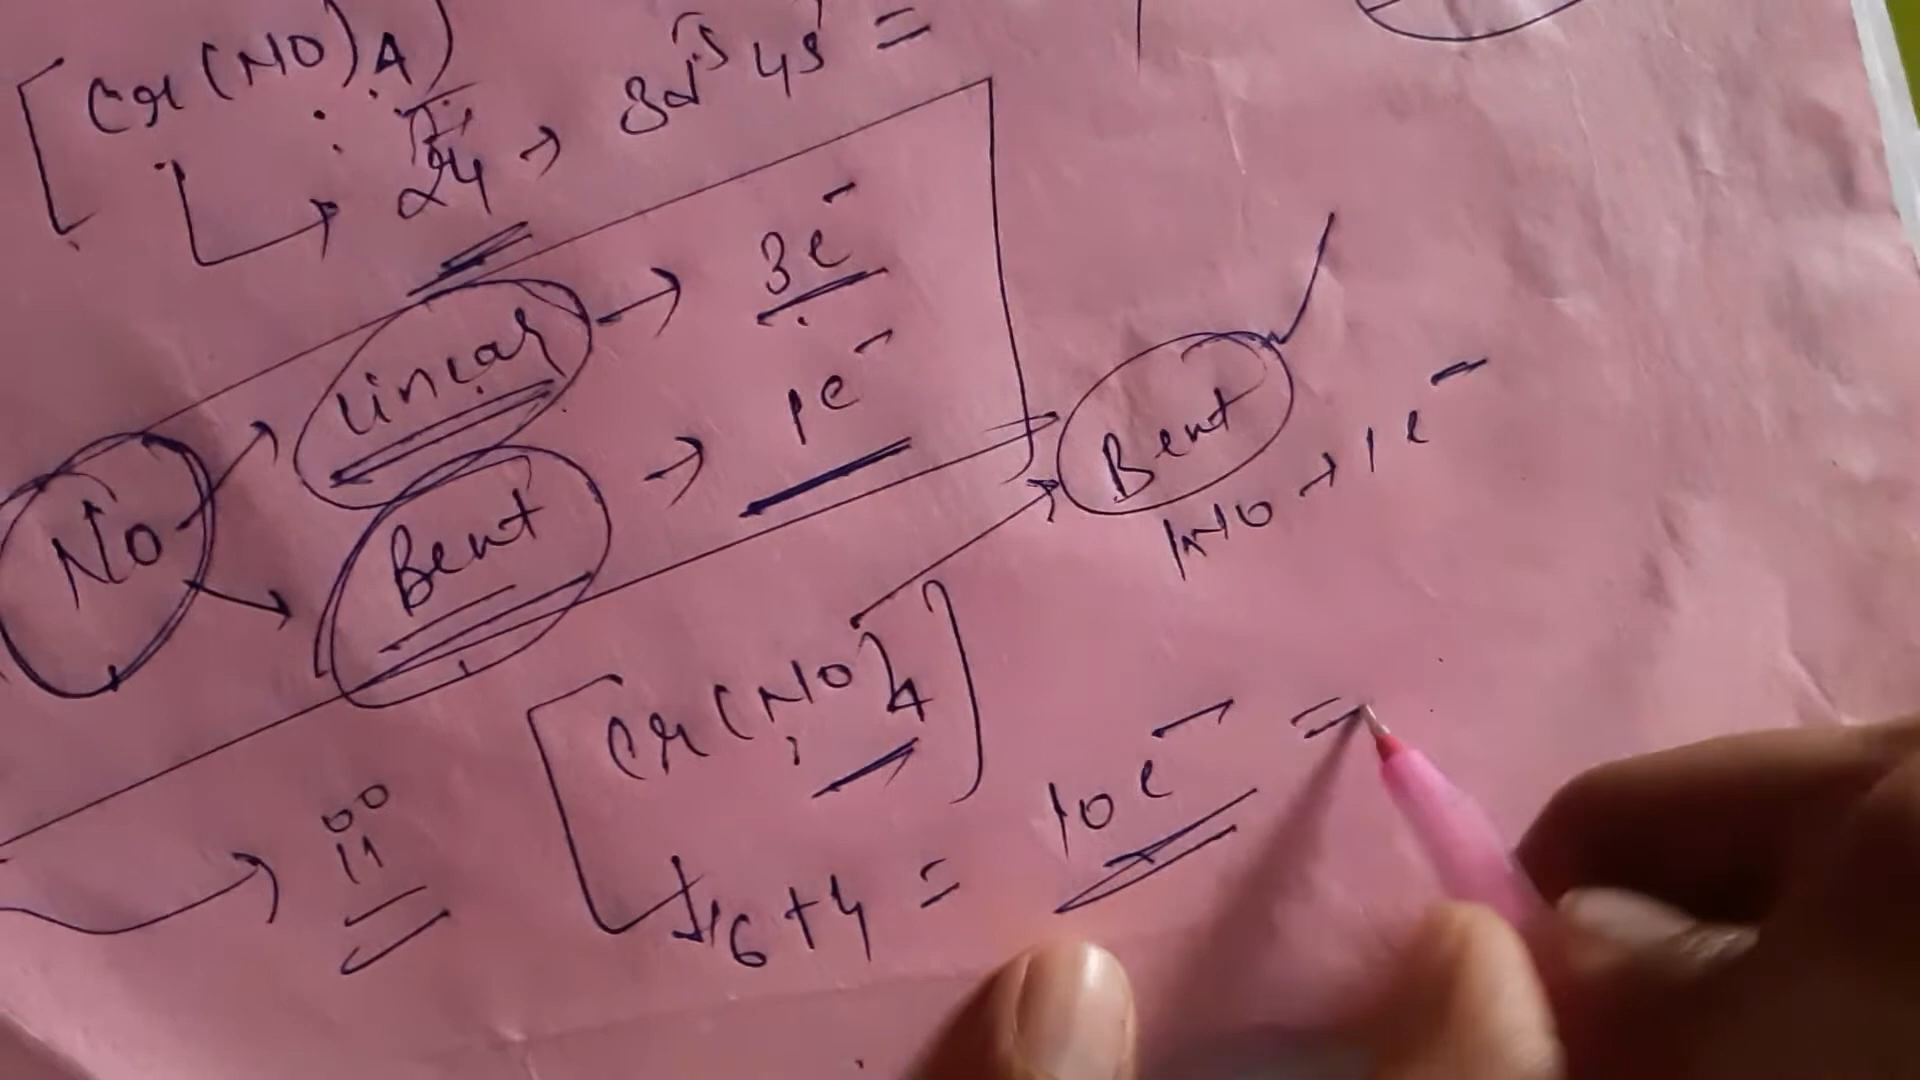 [Cr(NO)4]
24 → 3d5 4s1 =
NO
Linear → 3e-
Bent → 1e-
Bent
1NO → 1e-
[Cr(NO)4]
6+4 = 10e- =